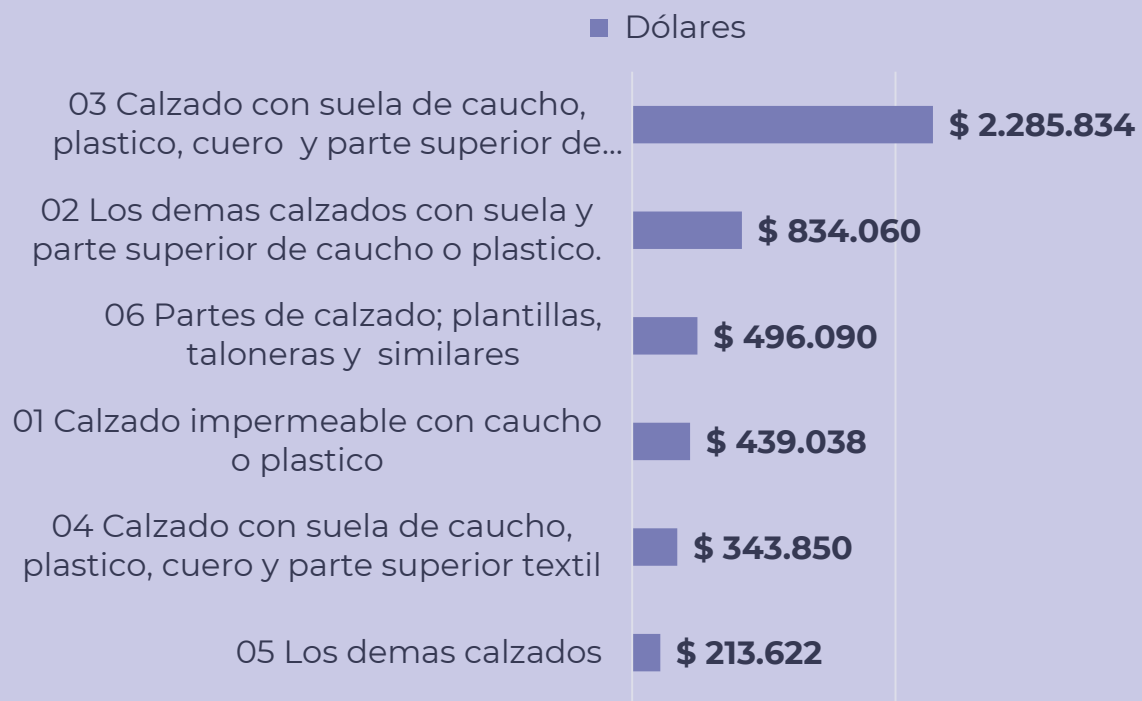 Dólares
03 Calzado con suela de caucho,
plastico, cuero  y parte superior de...
$ 2.285.834
02 Los demas calzados con suela y
parte superior de caucho o plastico.
$ 834.060
06 Partes de calzado; plantillas,
taloneras y  similares
$ 496.090
01 Calzado impermeable con caucho
o plastico
$ 439.038
04 Calzado con suela de caucho,
plastico, cuero y parte superior textil
$ 343.850
05 Los demas calzados
$ 213.622